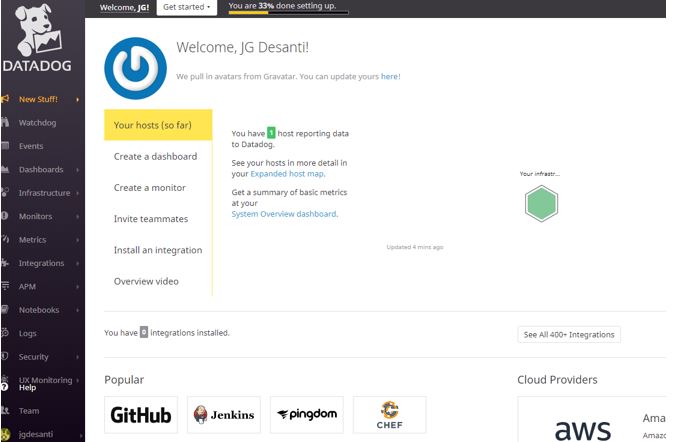 Welcome, JG!
Get started
You are 33% done setting up.
DATADOG
New Stuff!
Watchdog
Events
Dashboards
Infrastructure
Monitors
Metrics
Integrations
APM
Notebooks
Logs
Security
UX Monitoring
Help
Team
jgdesanti
Welcome, JG Desanti!
We pull in avatars from Gravatar. You can update yours here!
Your hosts (so far)
Create a dashboard
Create a monitor
Invite teammates
Install an integration
Overview video
You have 1 host reporting data
to Datadog.
See your hosts in more detail in
your Expanded host map.
Get a summary of basic metrics
at your
System Overview dashboard.
Your infrastr...
Updated 4 mins ago
You have 0 integrations installed.
See All 400+ Integrations
Popular
Cloud Providers
GitHub
Jenkins
pingdom
CHEF
aws
Ama
Amazo